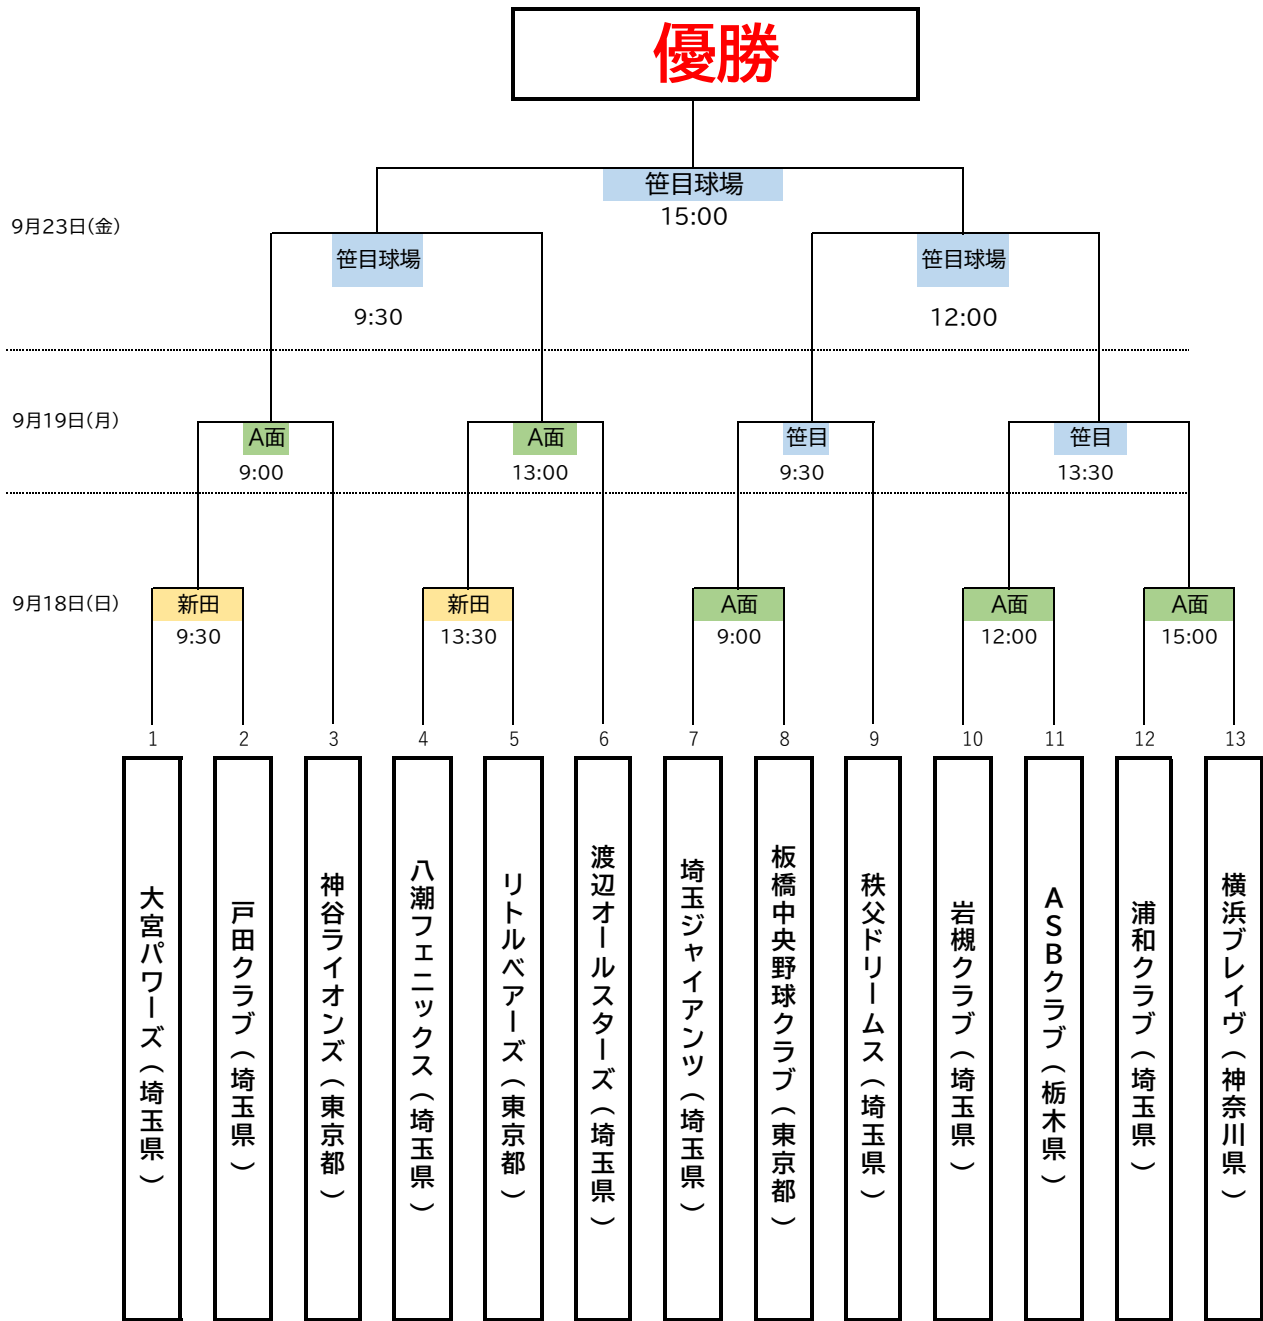 優勝
笹目球場
15:00
9月23日(金)
笹目球場
9:30
笹目球場
12:00
9月19日(月)
A面
9:00
A面
13:00
笹目
9:30
笹目
13:30
9月18日(日)
新田
9:30
新田
13:30
A面
9:00
A面
12:00
A面
15:00
1
2
3
4
5
6
7
8
9
10
11
12
13
大宮パワーズ(埼玉県)
戸田クラブ(埼玉県)
神谷ライオンズ(東京都)
八潮フェニックス(埼玉県)
リトルベアーズ(東京都)
渡辺オールスターズ(埼玉県)
埼玉ジャイアンツ(埼玉県)
板橋中央野球クラブ(東京都)
秩父ドリームス(埼玉県)
岩槻クラブ(埼玉県)
ASBクラブ(栃木県)
浦和クラブ(埼玉県)
横浜ブレイヴ(神奈川県)